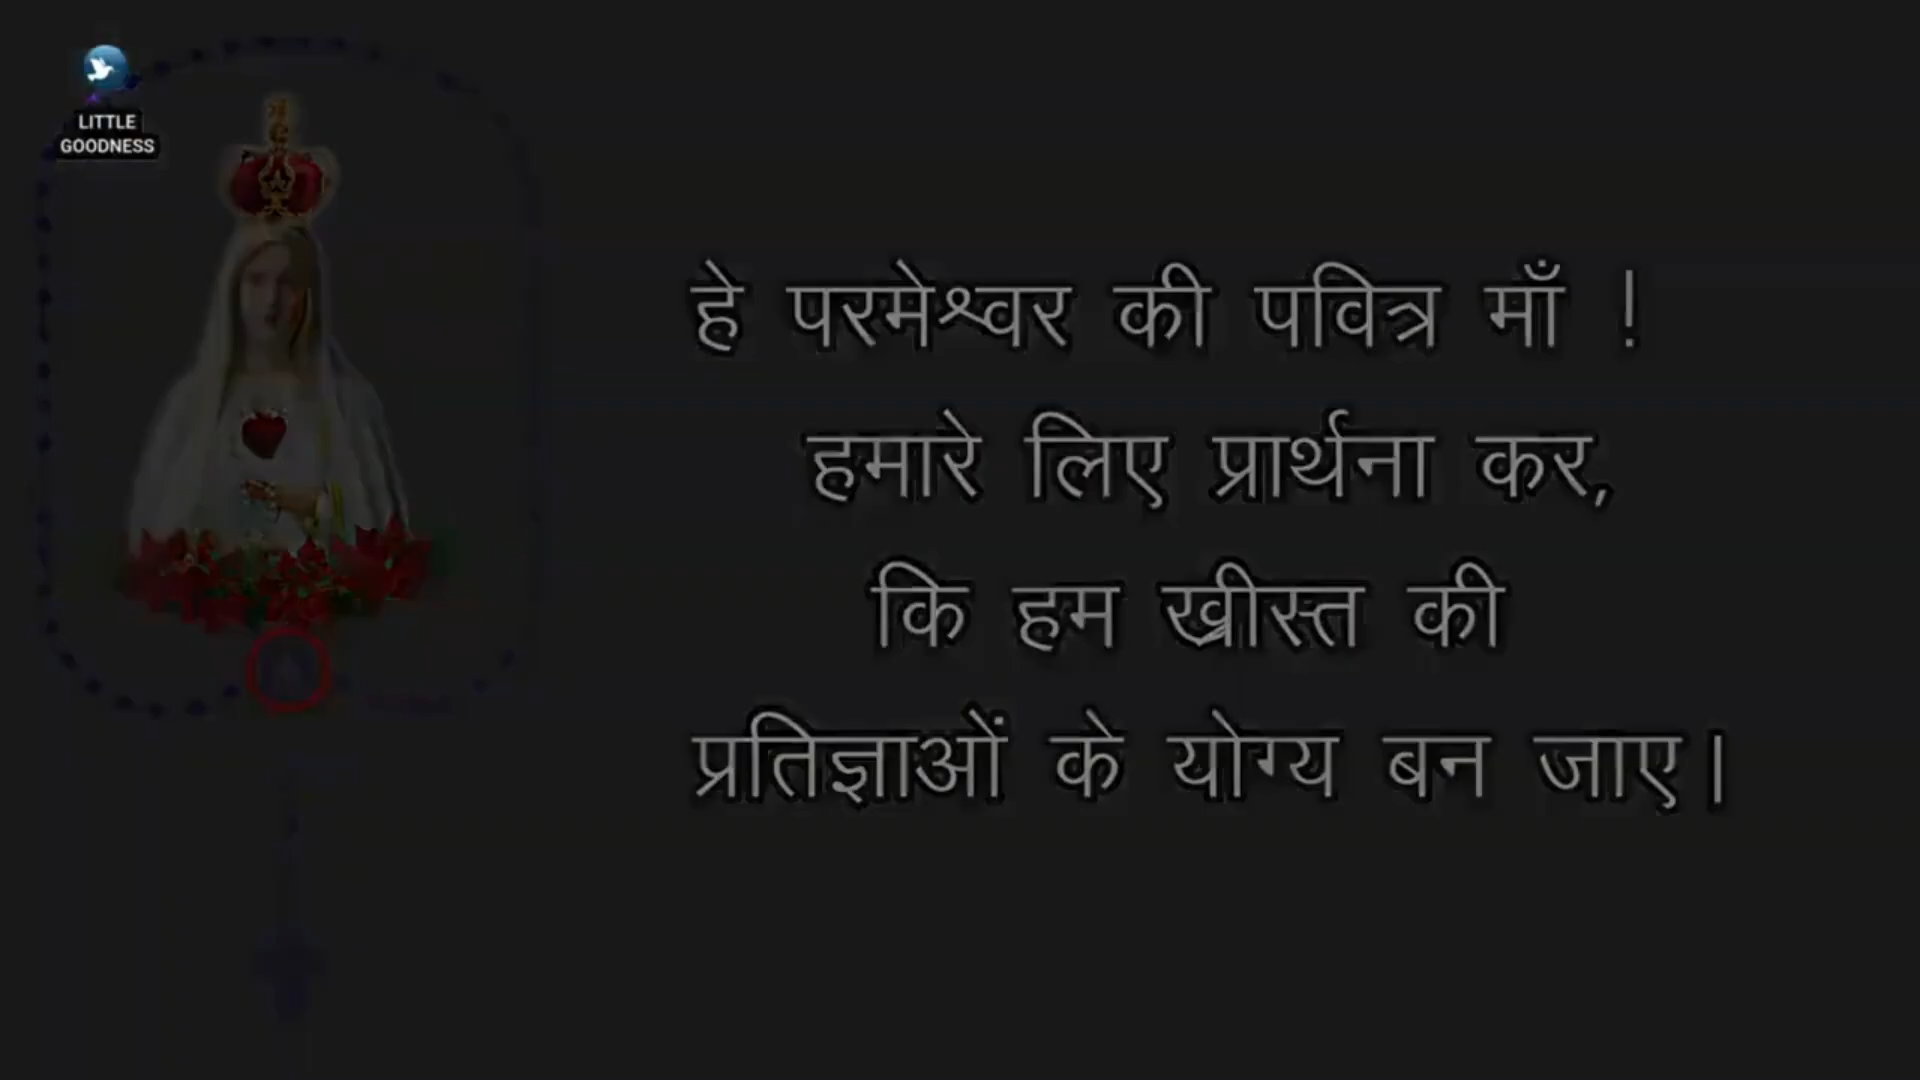 LITTLE
GOODNESS
हे परमेश्वर की पवित्र माँ !
हमारे लिए प्रार्थना कर,
कि हम ख्रीस्त की
प्रतिज्ञाओं के योग्य बन जाए।